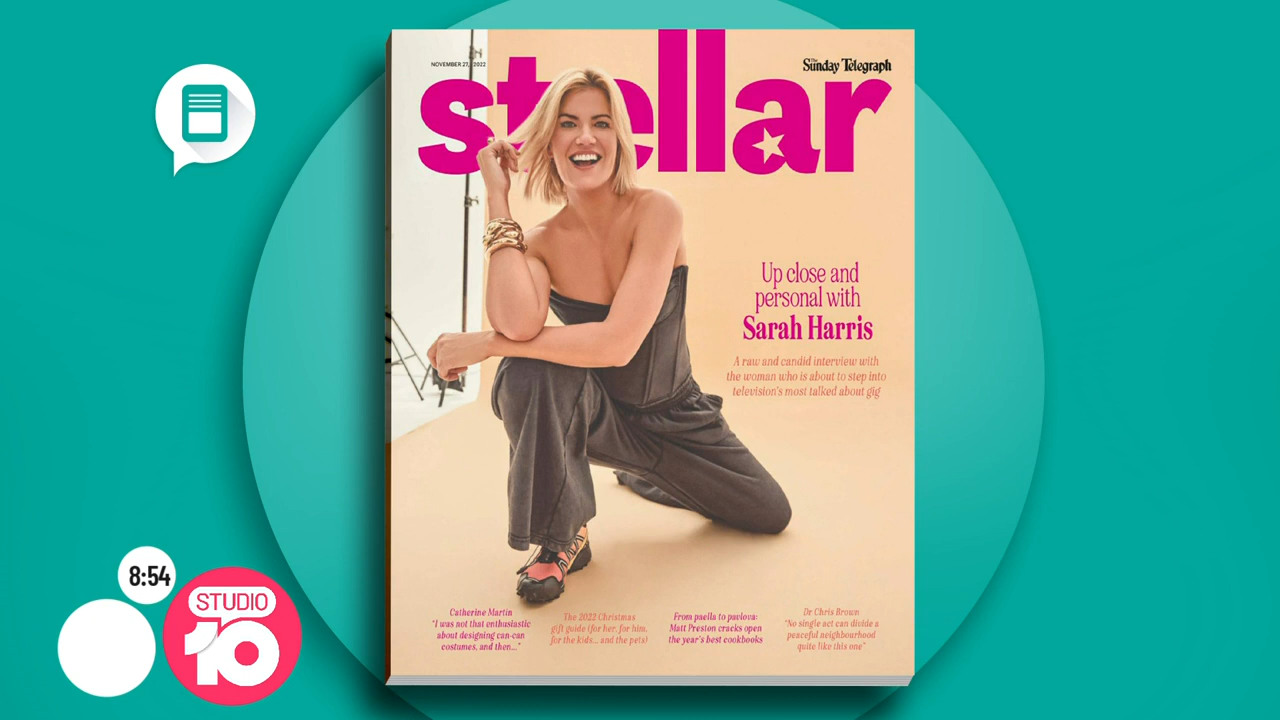 NOVEMBER 27, 2022
The
Sunday Telegraph
stellar
Up close and
personal with
Sarah Harris
A raw and candid interview with
the woman who is about to step into
television's most talked about gig
Catherine Martin
"I was not that enthusiastic
about designing can-can
costumes, and then..."
The 2022 Christmas
gift guide (for her, for him,
for the kids... and the pets)
From paella to pavlova:
Matt Preston cracks open
the year's best cookbooks
Dr Chris Brown
"No single act can divide a
peaceful neighbourhood
quite like this one"
8:54
STUDIO
10